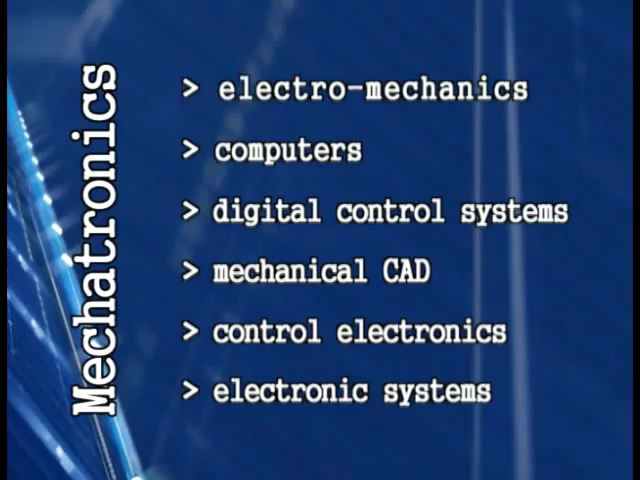 Mechatronics
> electro-mechanics
> computers
> digital control systems
> mechanical CAD
> control electronics
> electronic systems